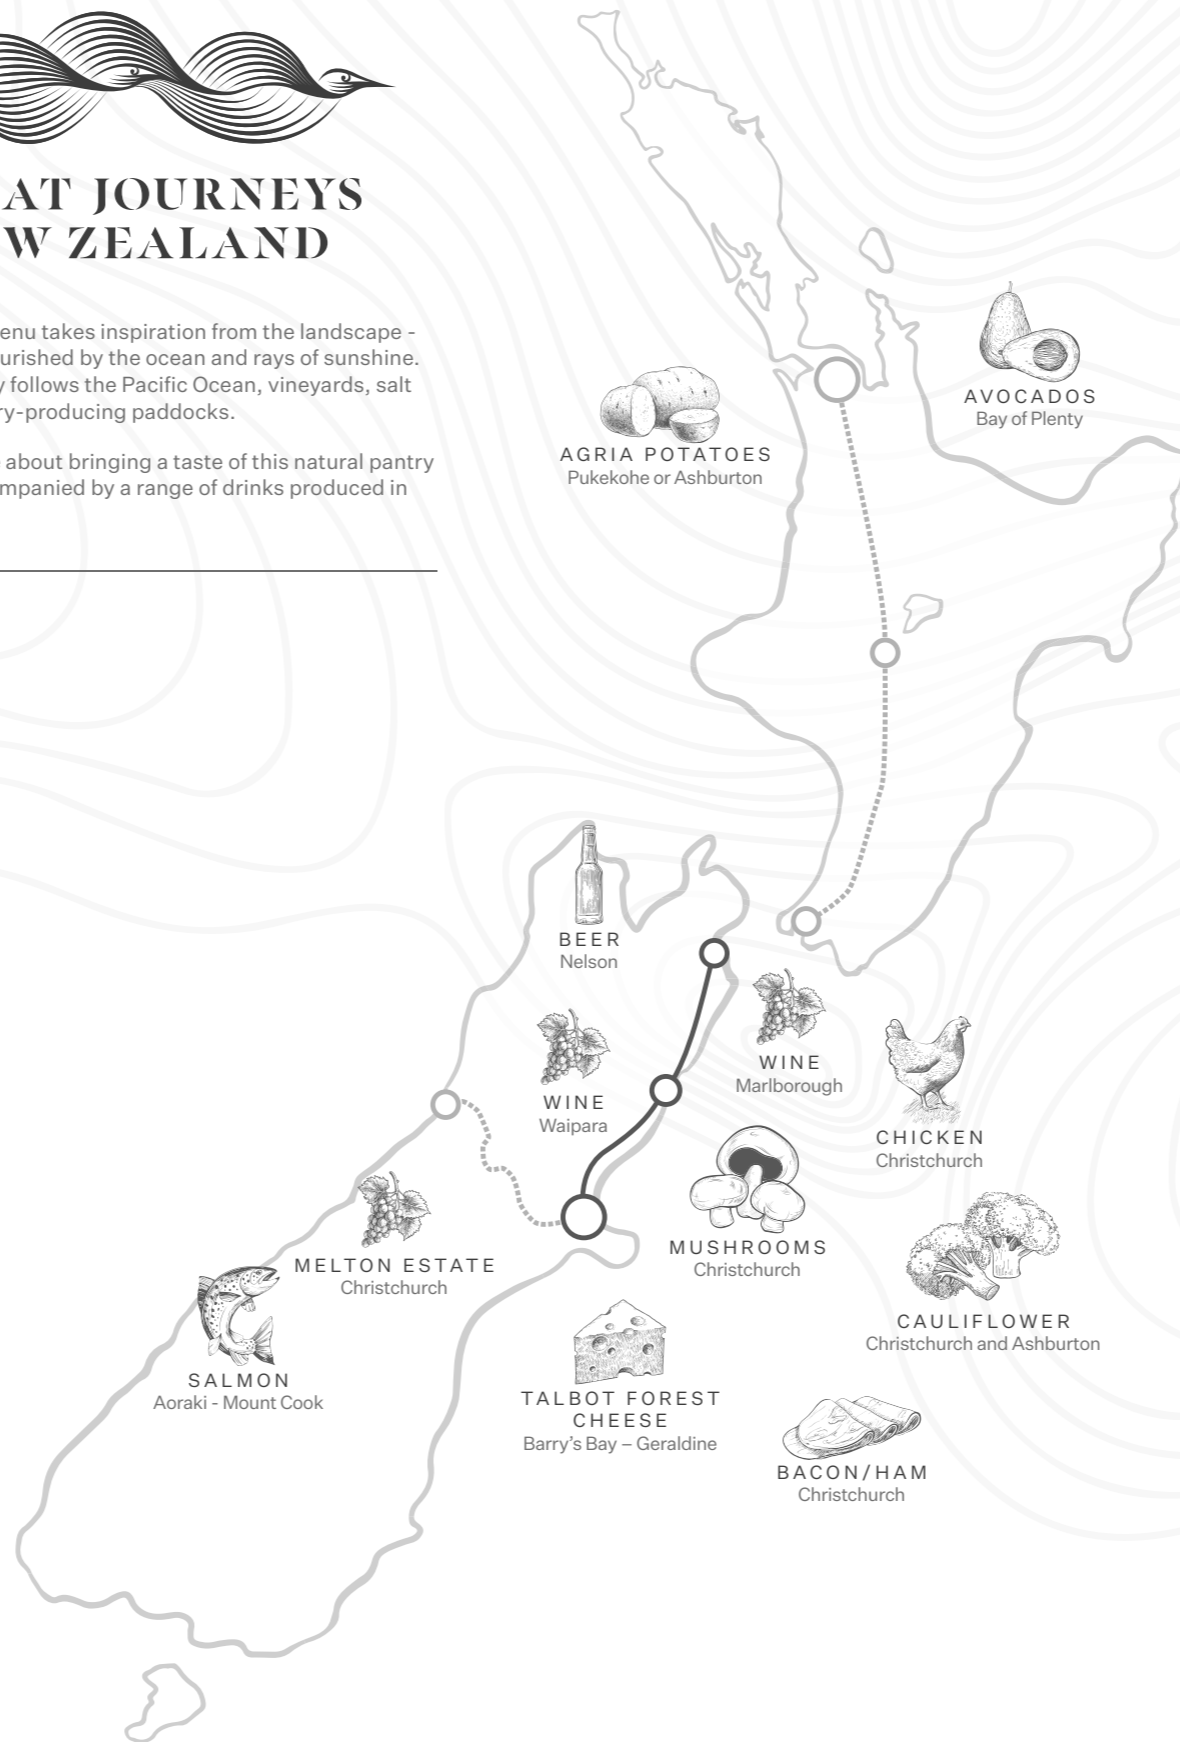 AT JOURNEYS
W ZEALAND
enu takes inspiration from the landscape -
urished by the ocean and rays of sunshine.
y follows the Pacific Ocean, vineyards, salt
ry-producing paddocks.
about bringing a taste of this natural pantry
mpanied by a range of drinks produced in
AVOCADOS
Bay of Plenty
AGRIA POTATOES
Pukekohe or Ashburton
BEER
Nelson
WINE
Marlborough
WINE
Waipara
CHICKEN
Christchurch
MUSHROOMS
Christchurch
MELTON ESTATE
Christchurch
CAULIFLOWER
Christchurch and Ashburton
SALMON
Aoraki - Mount Cook
TALBOT FOREST
CHEESE
Barry's Bay – Geraldine
BACON/HAM
Christchurch